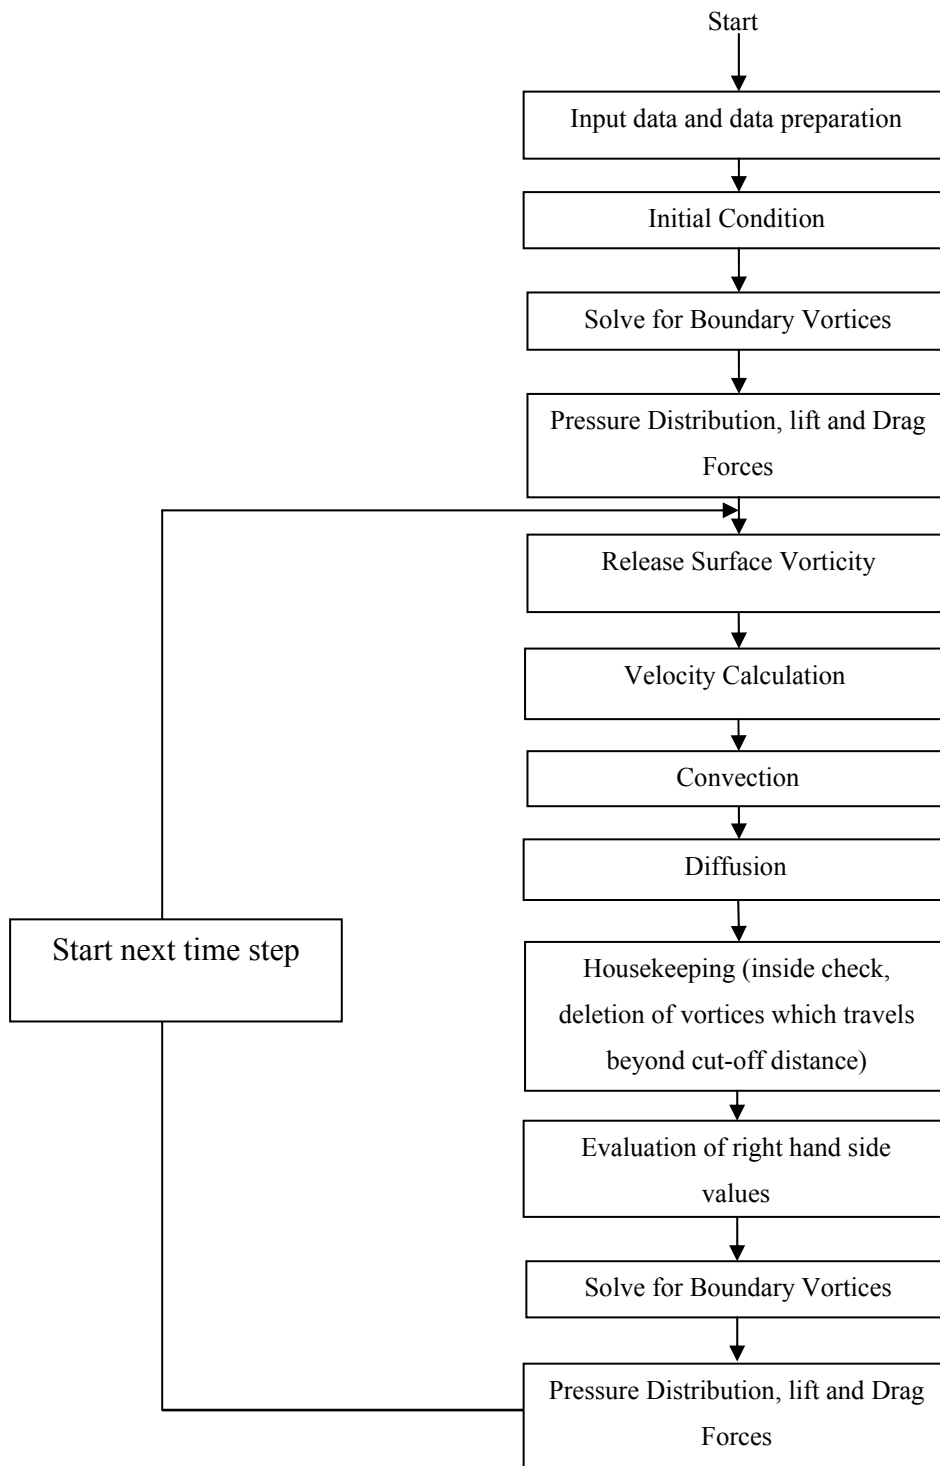 Start
Input data and data preparation
Initial Condition
Solve for Boundary Vortices
Pressure Distribution, lift and Drag
Forces
Release Surface Vorticity
Velocity Calculation
Convection
Diffusion
Start next time step
Housekeeping (inside check,
deletion of vortices which travels
beyond cut-off distance)
Evaluation of right hand side
values
Solve for Boundary Vortices
Pressure Distribution, lift and Drag
Forces